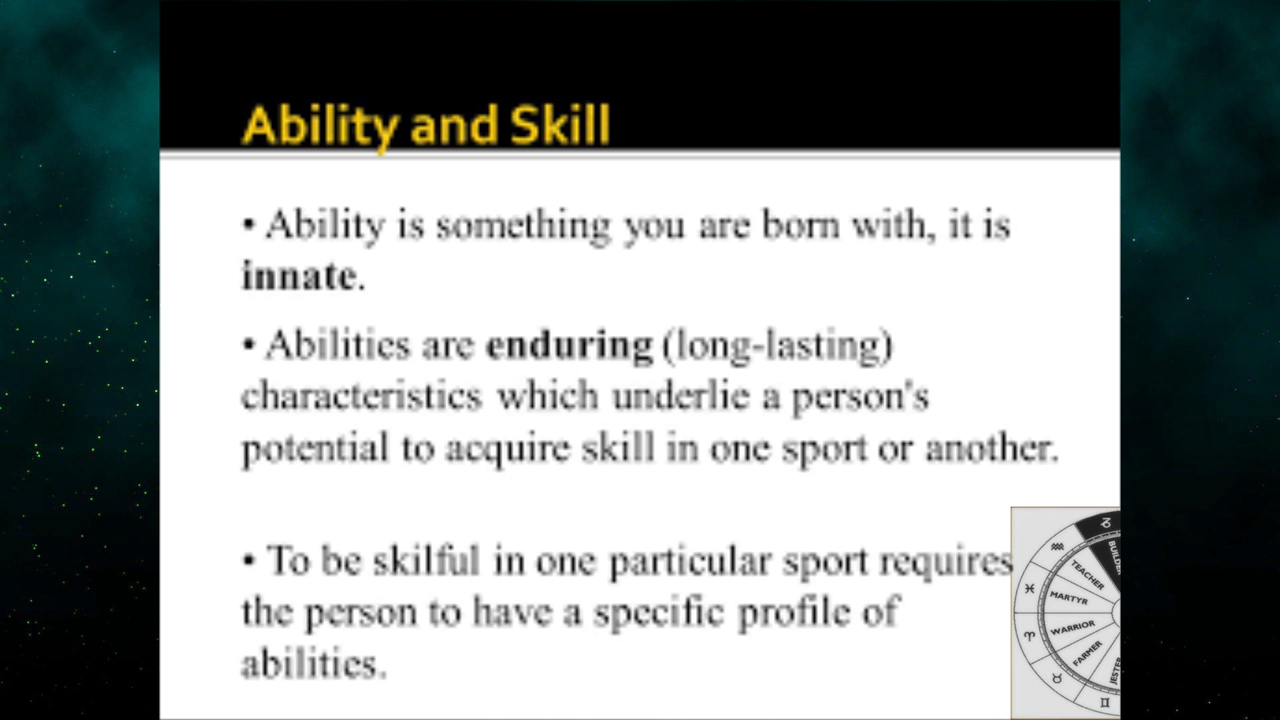 Ability and Skill
• Ability is something you are born with, it is
innate.
• Abilities are enduring (long-lasting)
characteristics which underlie a person's
potential to acquire skill in one sport or another.
• To be skilful in one particular sport requires
the person to have a specific profile of
abilities.
TEACHER
MARTYR
WARRIOR
FARMER